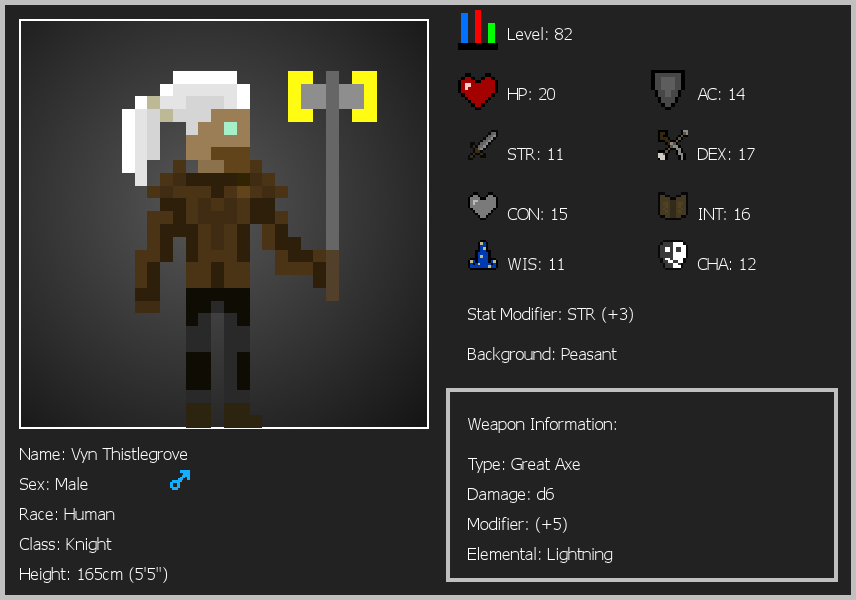 Level: 82
HP: 20
AC: 14
STR: 11
DEX: 17
CON: 15
INT: 16
WIS: 11
CHA: 12
Stat Modifier: STR (+3)
Background: Peasant
Weapon Information:
Type: Great Axe
Damage: d6
Modifier: (+5)
Elemental: Lightning
Name: Vyn Thistlegrove
Sex: Male
Race: Human
Class: Knight
Height: 165cm (5'5")